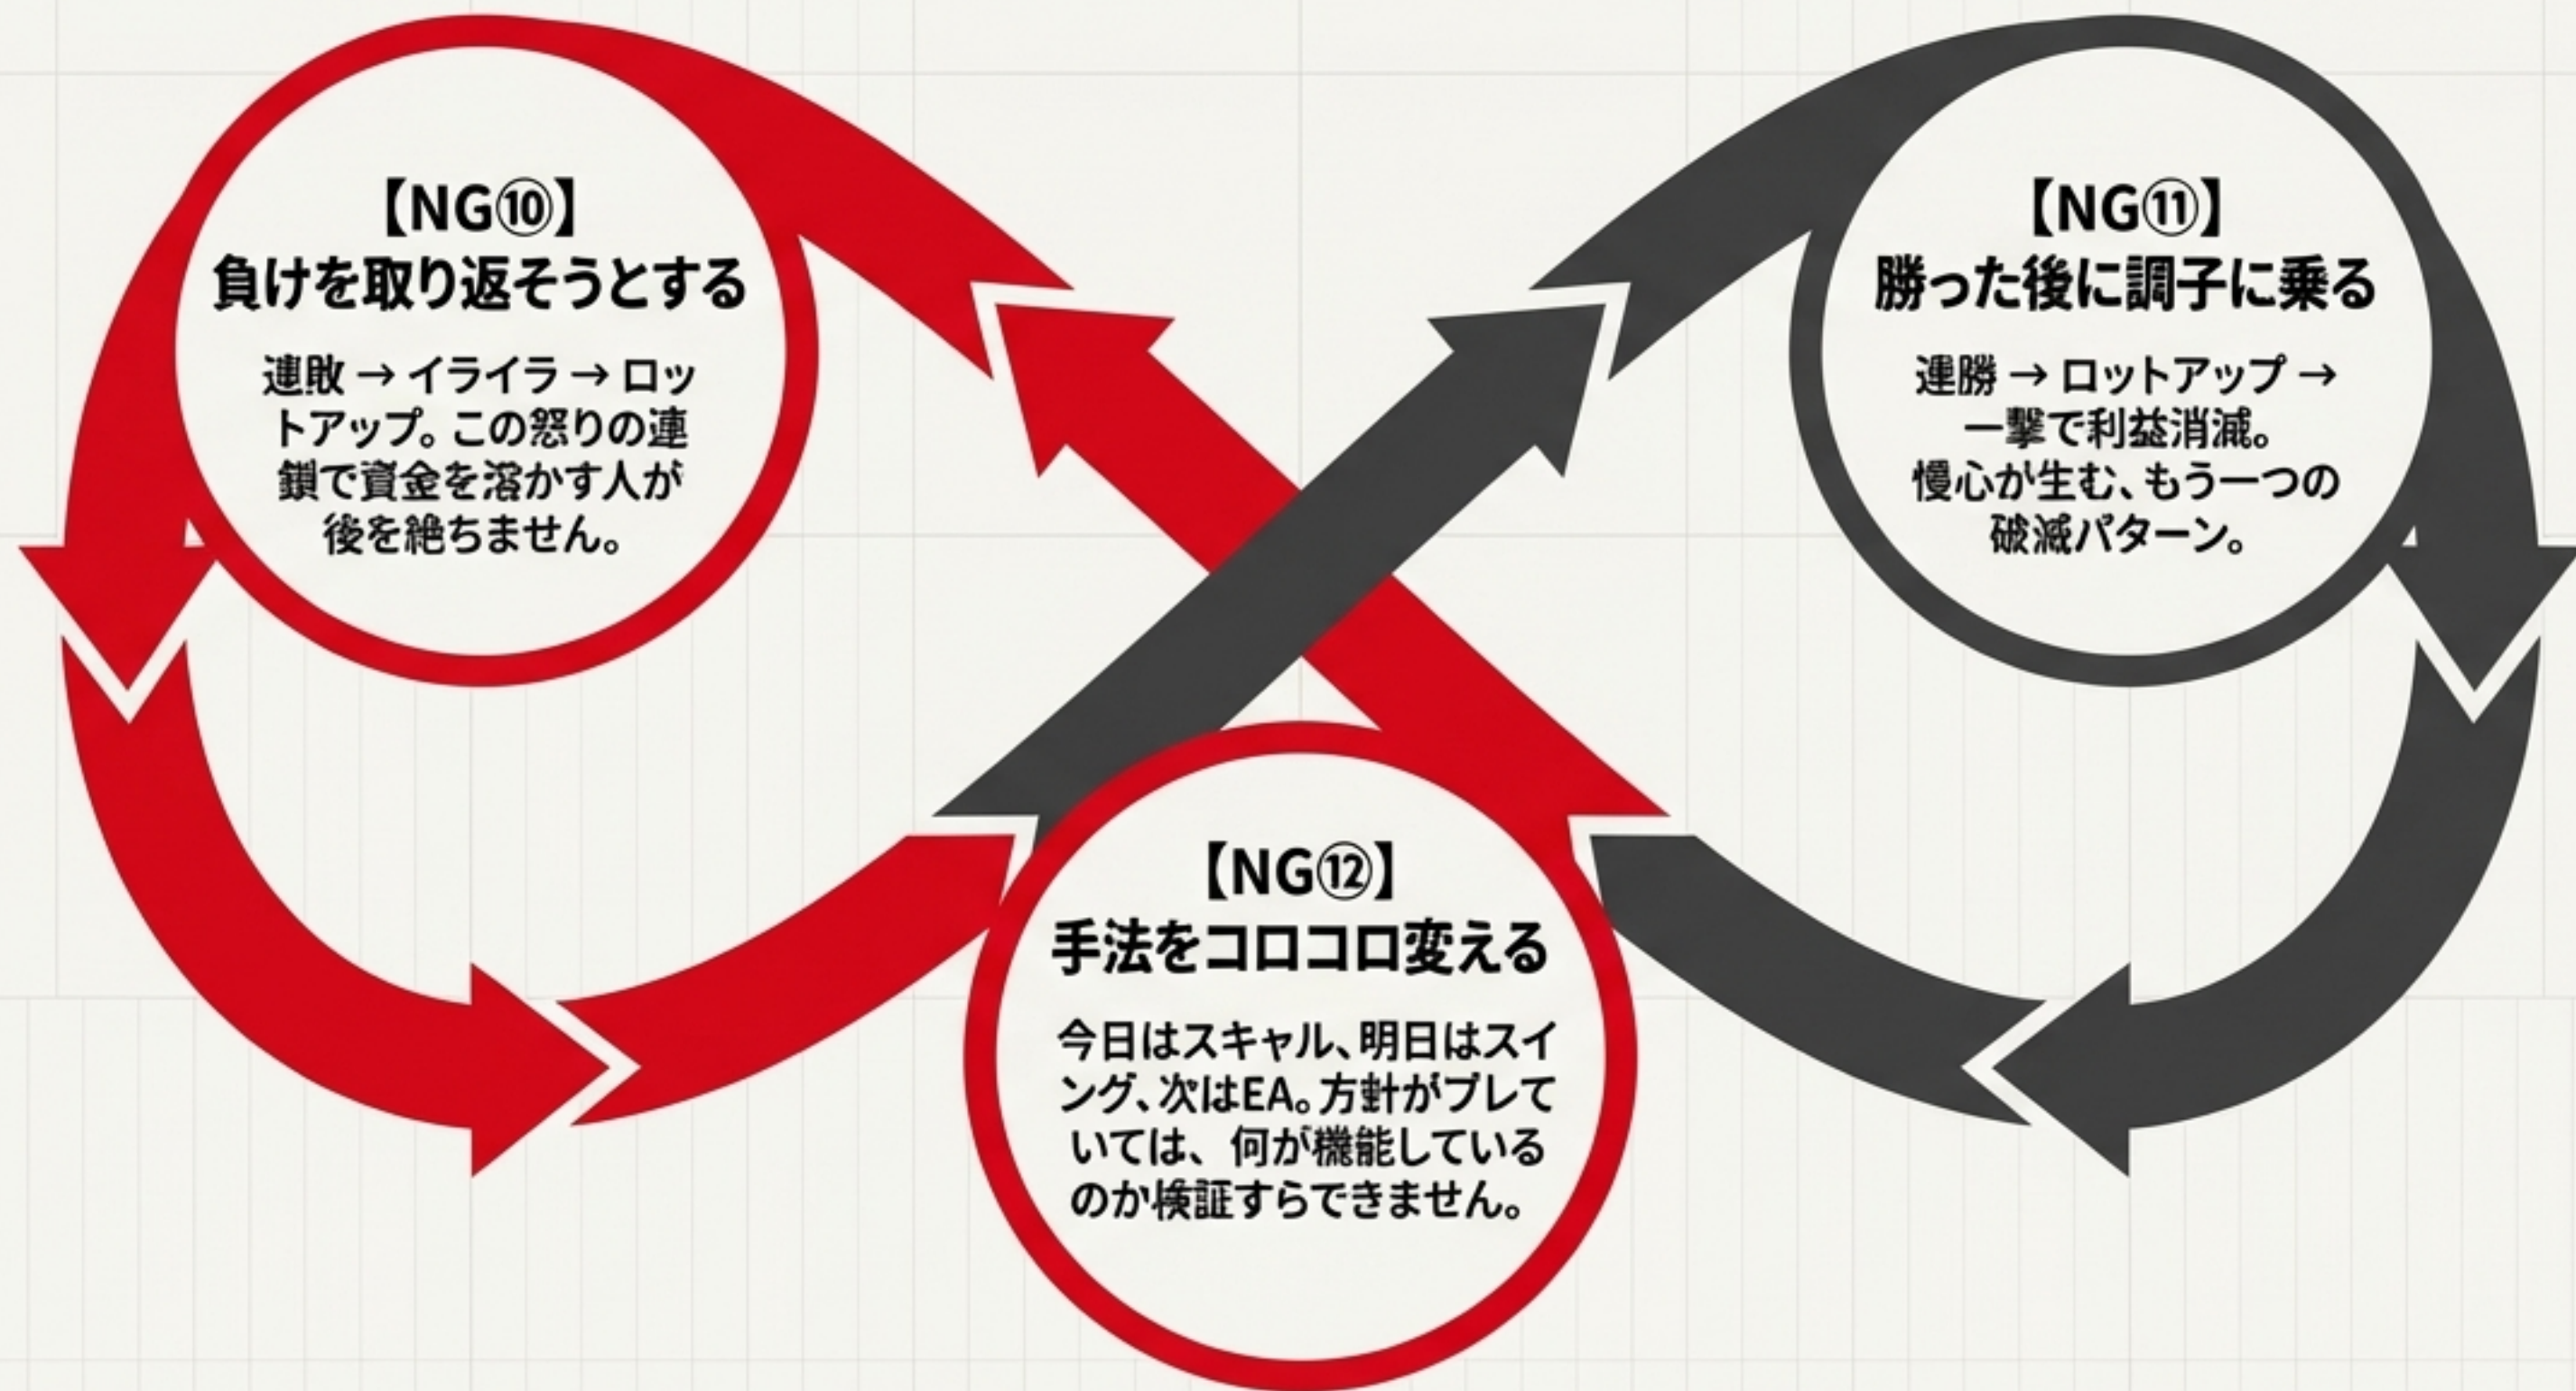 【NG⑩】
負けを取り返そうとする
連敗 → イライラ → ロッ
トアップ。この怒りの連
鎖で資金を溶かす人が
後を絶ちません。
【NG⑪】
勝った後に調子に乗る
連勝 → ロットアップ →
一撃で利益消滅。
慢心が生む、もう一つの
破滅パターン。
【NG⑫】
手法をコロコロ変える
今日はスキャル、明日はスイ
ング、次はEA。方針がブレて
いては、何が機能している
のか検証すらできません。